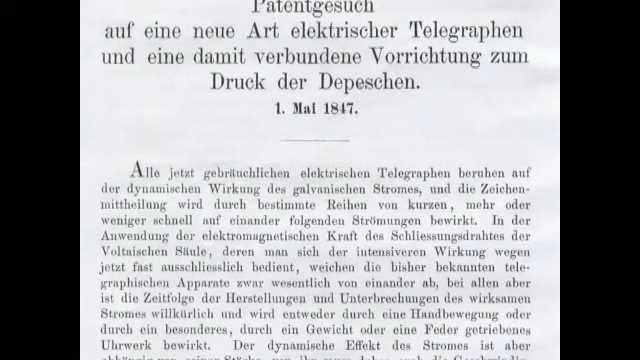 Patentgesuch
auf eine neue Art elektrischer Telegraphen
und eine damit verbundene Vorrichtung zum
Druck der Depeschen.
1. Mai 1847.
Alle jetzt gebräuchlichen elektrischen Telegraphen beruhen auf
der dynamischen Wirkung des galvanischen Stromes, und die Zeichen-
mittheilung wird durch bestimmte Reihen von kurzen, mehr oder
weniger schnell auf einander folgenden Strömungen bewirkt. In der
Anwendung der elektromagnetischen Kraft des Schliessungsdrahtes der
Voltaischen Säule, deren man sich der intensiveren Wirkung wegen
jetzt fast ausschliesslich bedient, weichen die bisher bekannten tele-
graphischen Apparate zwar wesentlich von einander ab, bei allen aber
ist die Zeitfolge der Herstellungen und Unterbrechungen des wirksamen
Stromes willkürlich und wird entweder durch eine Handbewegung oder
durch ein besonderes, durch ein Gewicht oder eine Feder getriebenes
Uhrwerk bewirkt. Der dynamische Effekt des Stromes ist aber